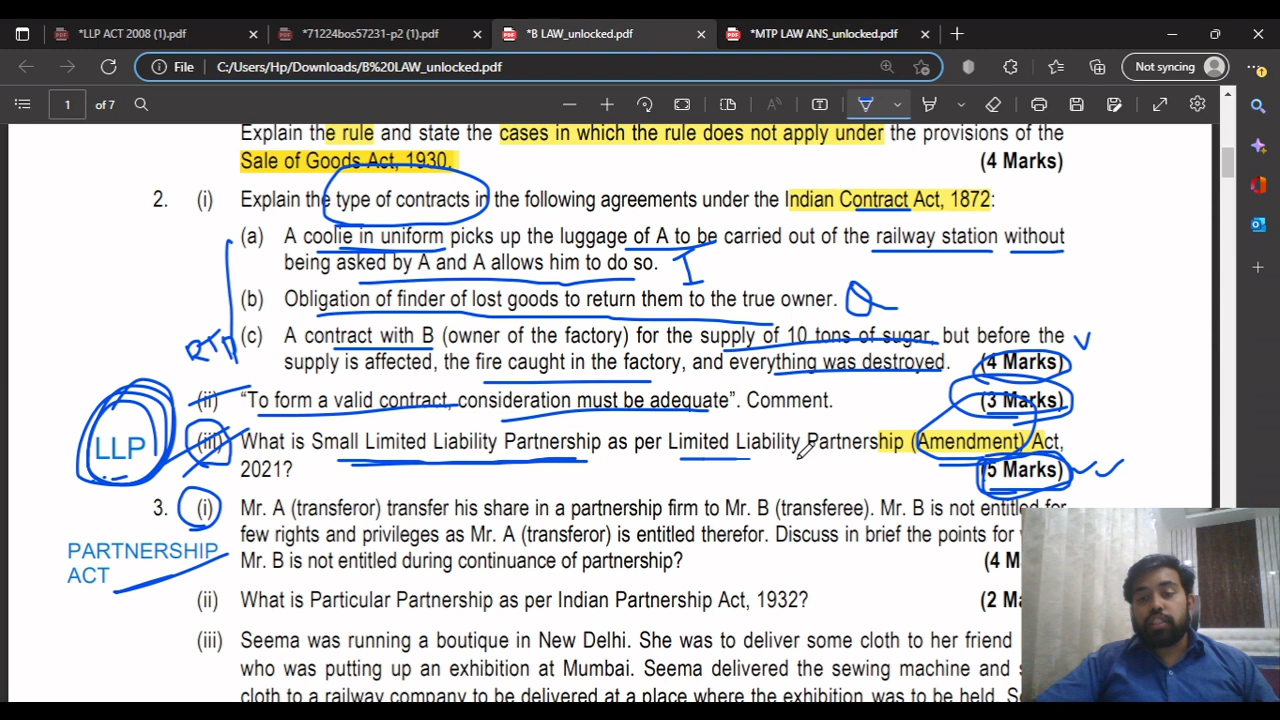 *LLP ACT 2008 (1).pdf
*71224bos57231-p2 (1).pdf
*B LAW_unlocked.pdf
*MTP LAW ANS_unlocked.pdf
File
C:/Users/Hp/Downloads/B%20LAW_unlocked.pdf
Not syncing
1 of 7
Explain the rule and state the cases in which the rule does not apply under the provisions of the
Sale of Goods Act, 1930. (4 Marks)
2. (i) Explain the type of contracts in the following agreements under the Indian Contract Act, 1872:
(a) A coolie in uniform picks up the luggage of A to be carried out of the railway station without
being asked by A and A allows him to do so. I
(b) Obligation of finder of lost goods to return them to the true owner. Q
(c) A contract with B (owner of the factory) for the supply of 10 tons of sugar, but before the
RTP
supply is affected, the fire caught in the factory, and everything was destroyed. (4 Marks) V
(ii) “To form a valid contract, consideration must be adequate”. Comment. (3 Marks)
LLP
(iii) What is Small Limited Liability Partnership as per Limited Liability Partnership (Amendment) Act,
2021? (5 Marks)
3. (i) Mr. A (transferor) transfer his share in a partnership firm to Mr. B (transferee). Mr. B is not entitled for
few rights and privileges as Mr. A (transferor) is entitled therefor. Discuss in brief the points for
PARTNERSHIP
ACT
Mr. B is not entitled during continuance of partnership? (4 M
(ii) What is Particular Partnership as per Indian Partnership Act, 1932? (2 Ma
(iii) Seema was running a boutique in New Delhi. She was to deliver some cloth to her friend
who was putting up an exhibition at Mumbai. Seema delivered the sewing machine and s
cloth to a railway company to be delivered at a place where the exhibition was to be held. S